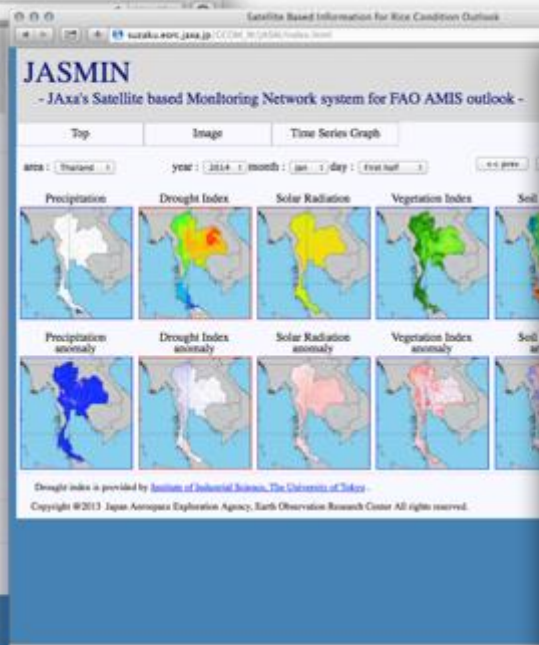 Satellite Based Information for Rice Condition Outlook
suzaku.eorc.jaxa.jp/GCOM_W/JASMIN/index.html
JASMIN
- JAxa's Satellite based MonItoring Network system for FAO AMIS outlook -
Top Image Time Series Graph
area : Thailand year : 2014 month : Jan day : First half << prev
Precipitation Drought Index Solar Radiation Vegetation Index Soil
Precipitation Drought Index Solar Radiation Vegetation Index Soil
anomaly anomaly anomaly anomaly
Drought index is provided by Institute of Industrial Science, The University of Tokyo .
Copyright ©2013 Japan Aerospace Exploration Agency, Earth Observation Research Center All rights reserved.